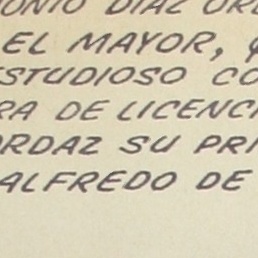 ONIO DIAZ ORD
EL MAYOR,
STUDIOSO CO
RA DE LICENCI
ORDAZ SU PRI
ALFREDO DE